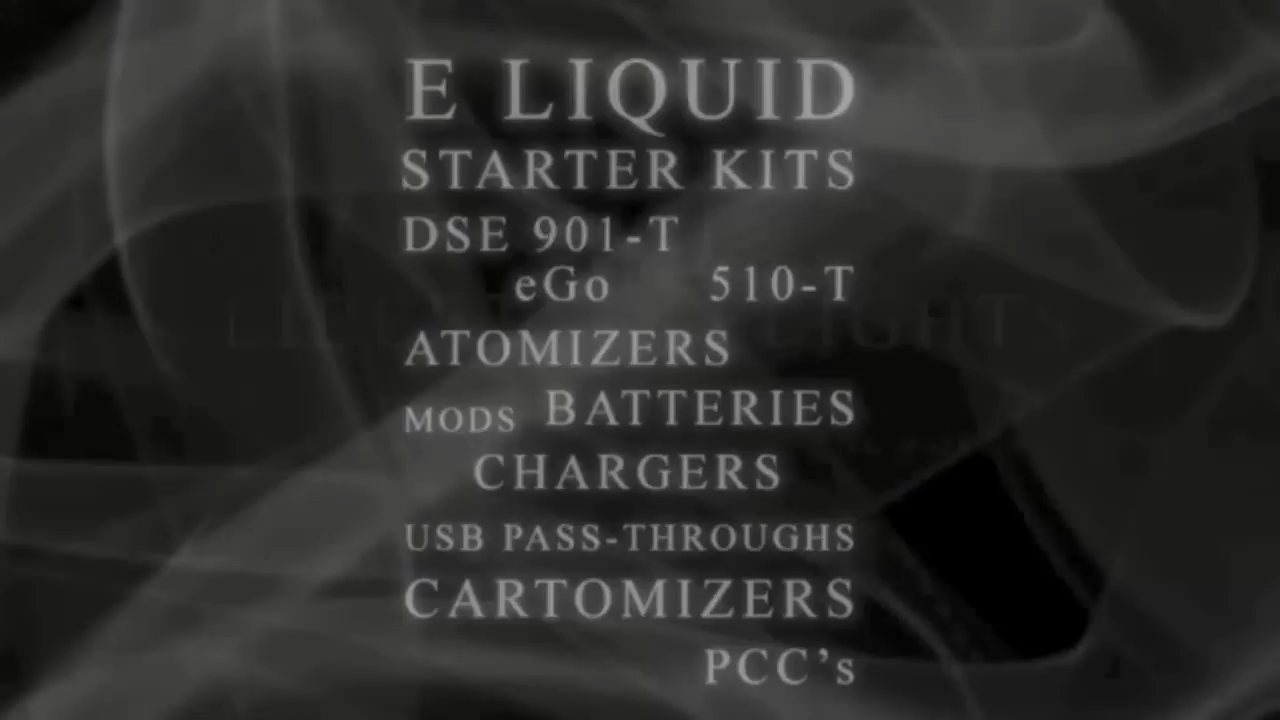 E LIQUID
STARTER KITS
DSE 901-T
eGo 510-T
ATOMIZERS
MODS BATTERIES
CHARGERS
USB PASS-THROUGHS
CARTOMIZERS
PCC's